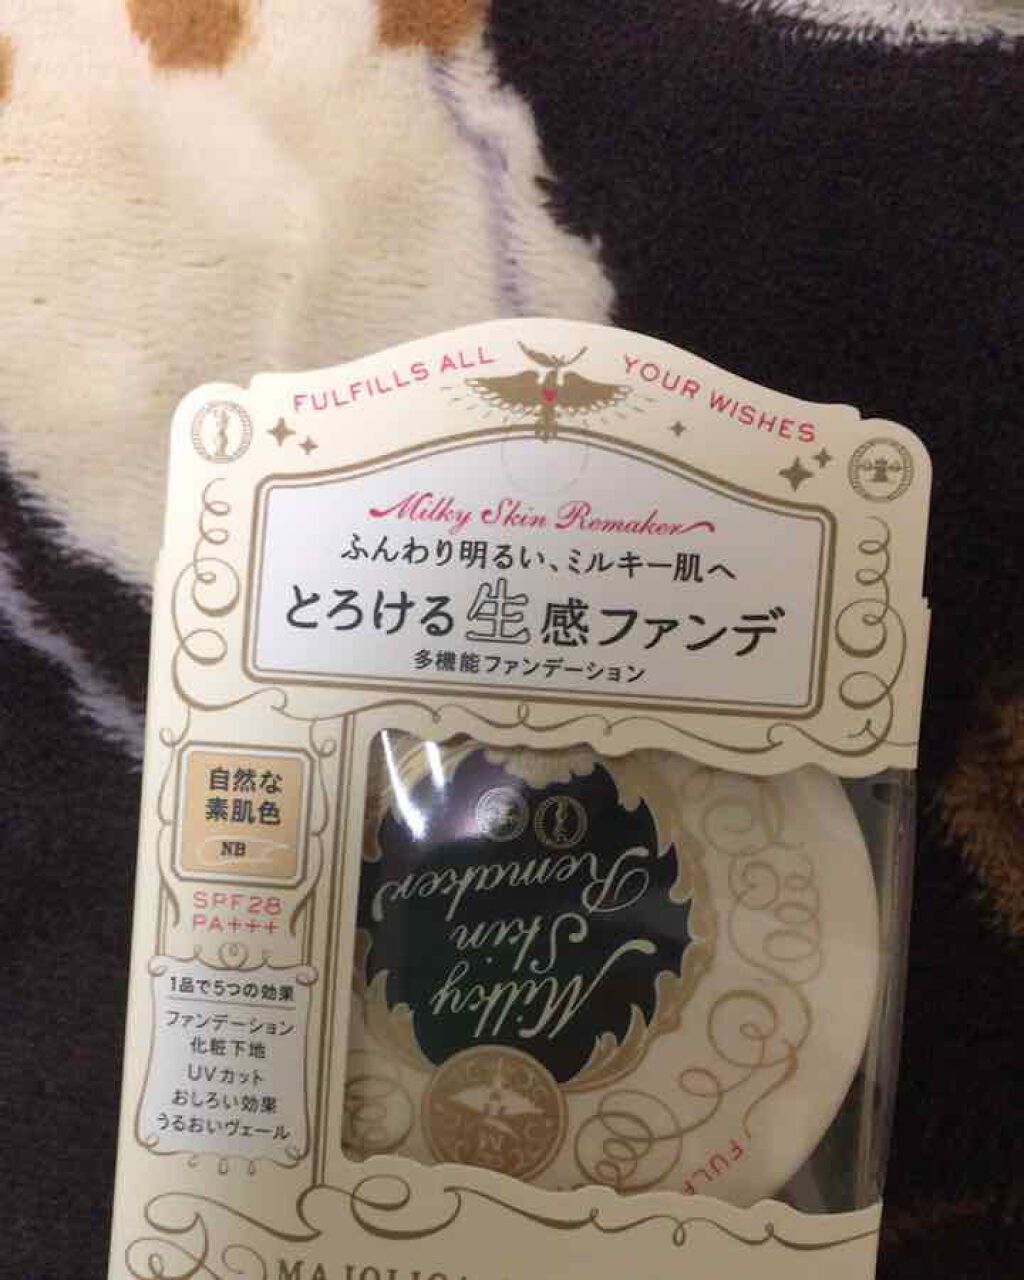 FULFILLS ALL YOUR WISHES
Milky Skin Remaker
ふんわり明るい、ミルキー肌へ
とろける生感ファンデ
多機能ファンデーション
自然な
素肌色
NB
SPF28
PA+++
1品で5つの効果
ファンデーション
化粧下地
UVカット
おしろい効果
うるおいヴェール
Milky
Skin
Remaker
FULF
MAJOLICA